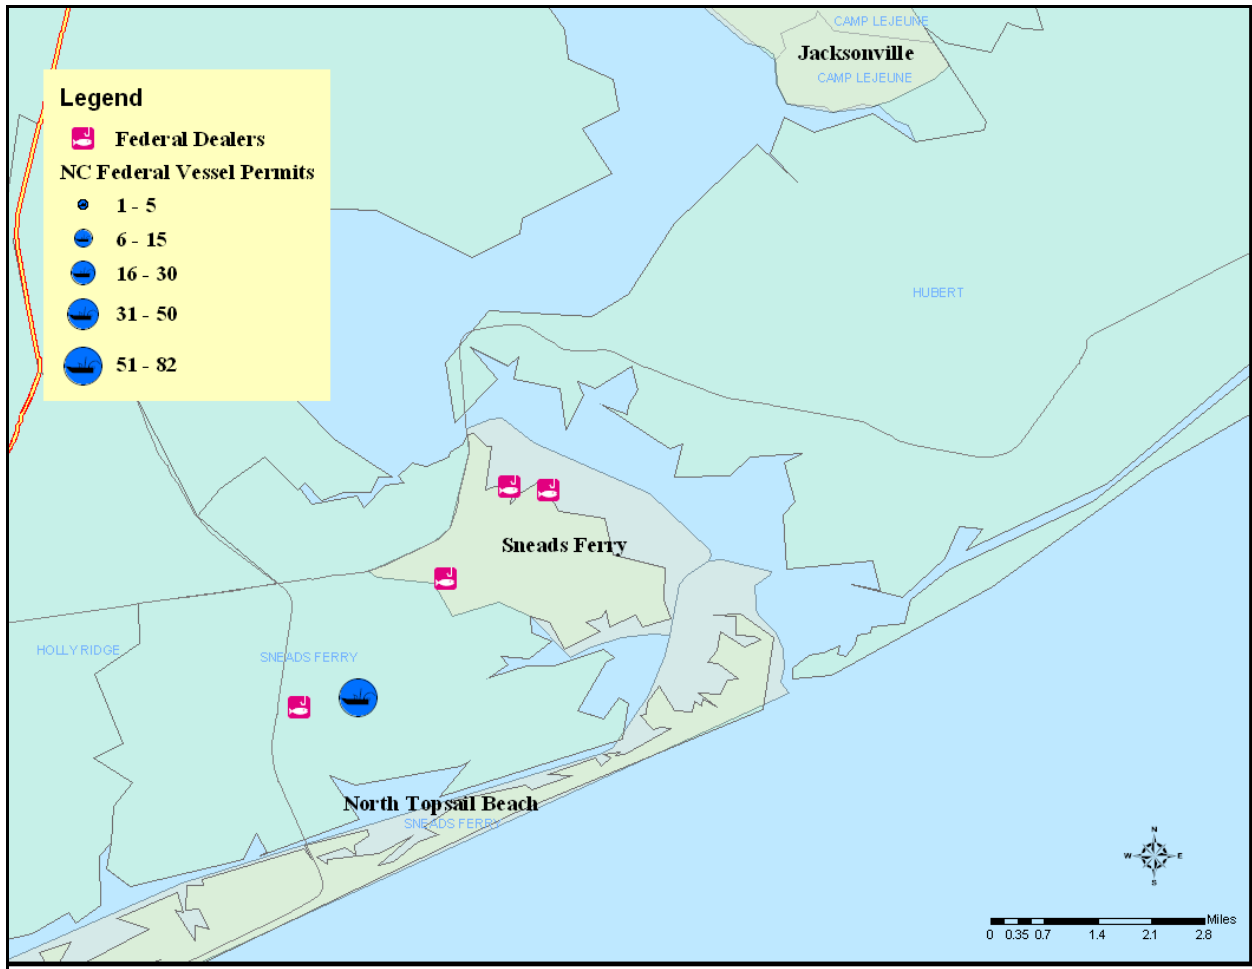 CAMP LEJEUNE
Jacksonville
CAMP LEJEUNE
Legend
Federal Dealers
NC Federal Vessel Permits
1 - 5
6 - 15
16 - 30
31 - 50
51 - 82
HUBERT
Sneads Ferry
HOLLY RIDGE
SNEADS FERRY
North Topsail Beach
SNEADS FERRY
N
W E
S
Miles
0 0.35 0.7 1.4 2.1 2.8